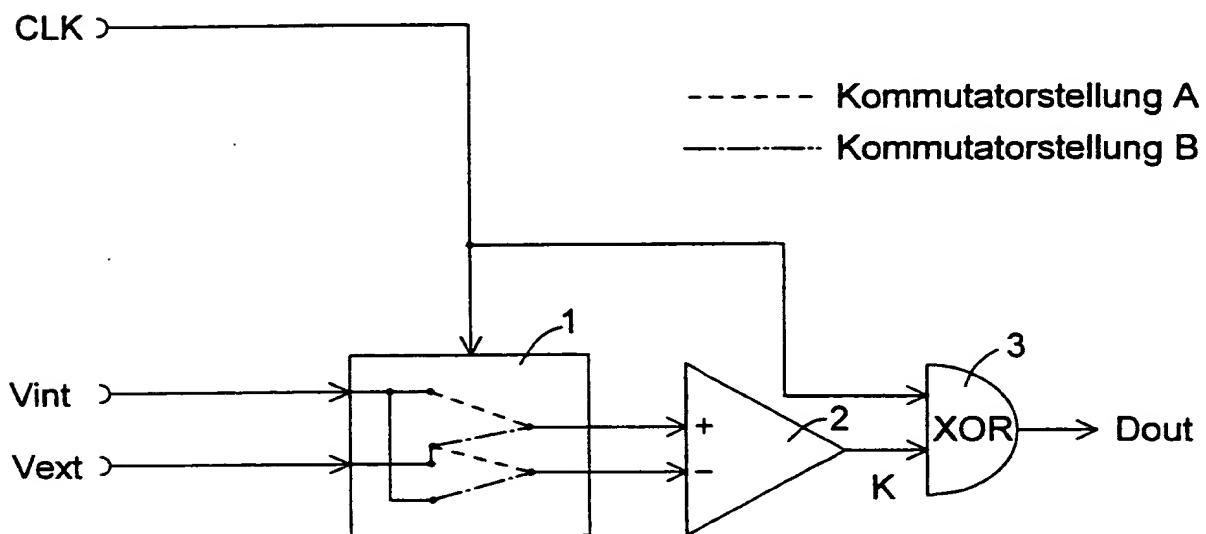 CLK
Kommutatorstellung A
Kommutatorstellung B
1
3
Vint
+
2
XOR
Dout
Vext
-
K